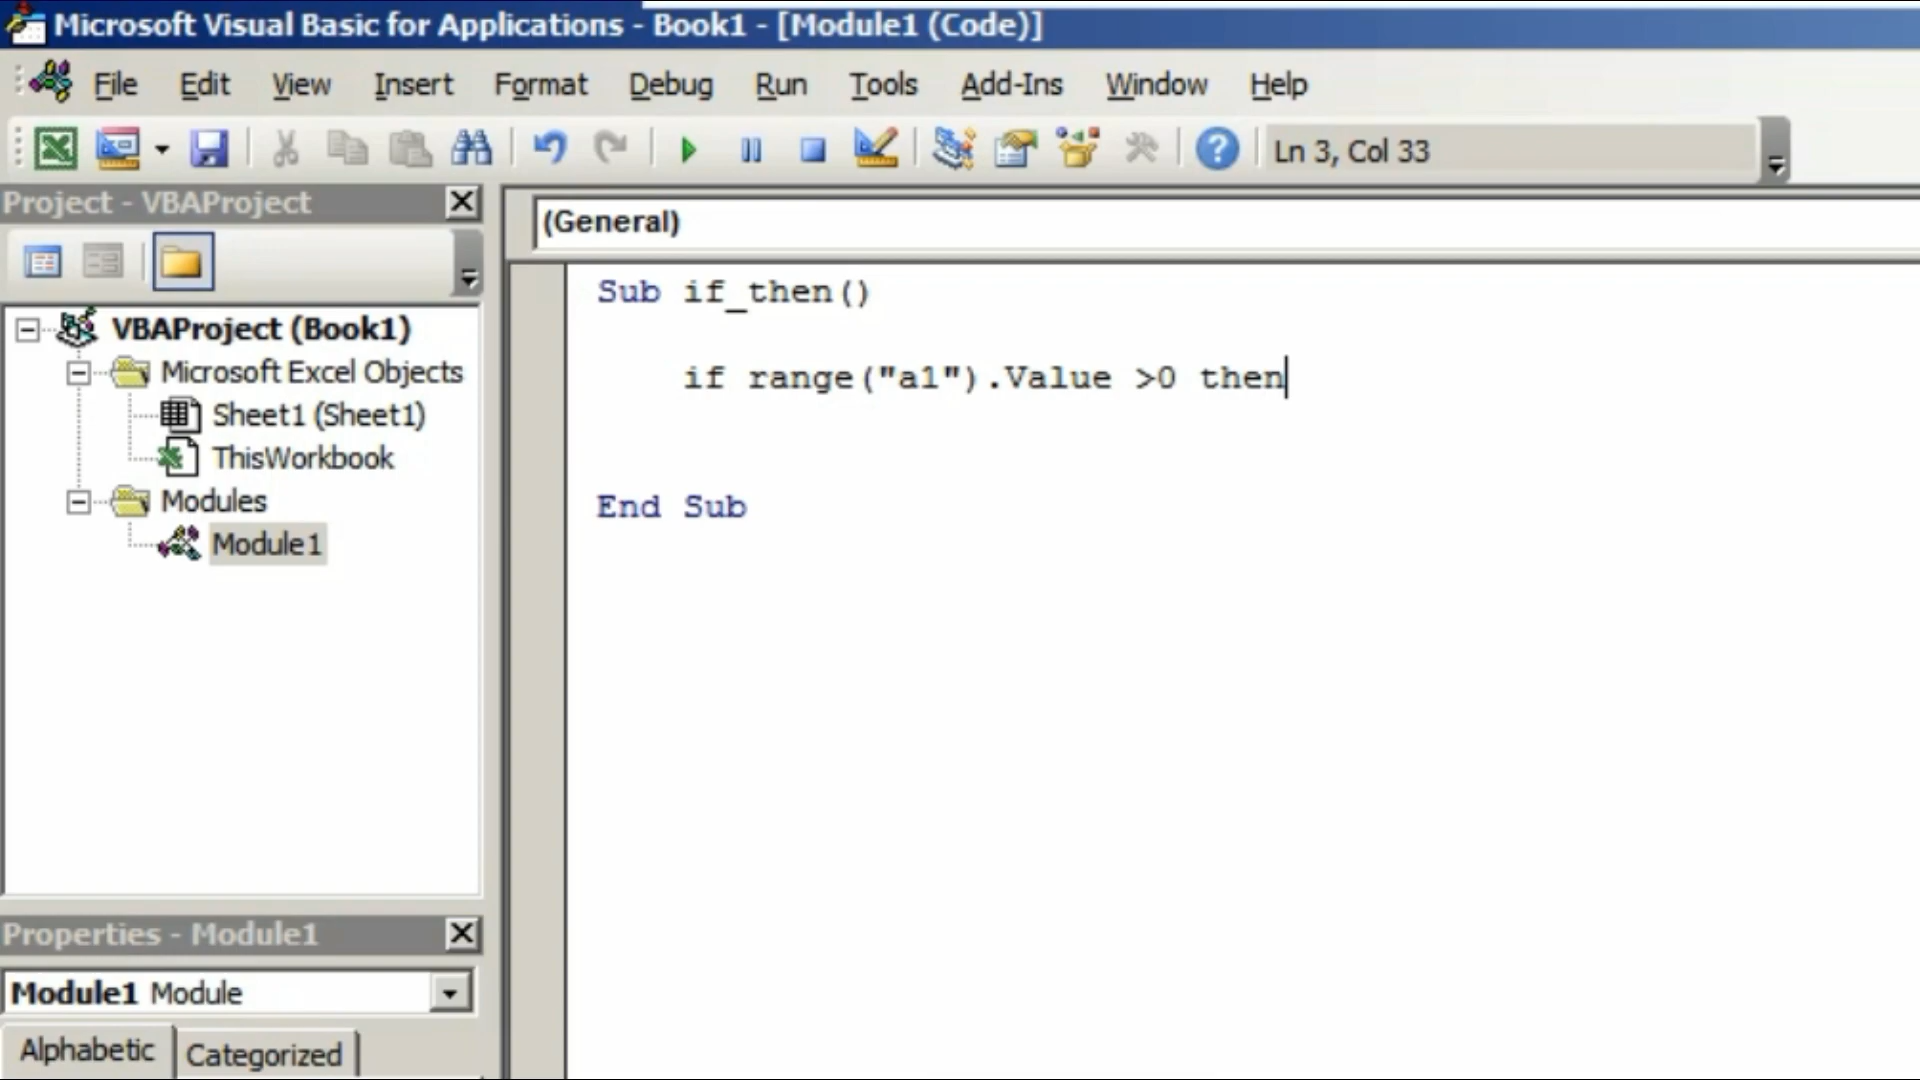 Microsoft Visual Basic for Applications - Book1 - [Module1 (Code)]
File Edit View Insert Format Debug Run Tools Add-Ins Window Help
Ln 3, Col 33
Project - VBAProject
(General)
VBAProject (Book1)
Microsoft Excel Objects
Sheet1 (Sheet1)
ThisWorkbook
Modules
Module1
Sub if_then()
if range("a1").Value >0 then
End Sub
Properties - Module1
Module1 Module
Alphabetic Categorized